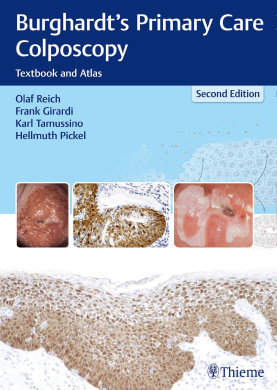 Burghardt's Primary Care
Colposcopy
Textbook and Atlas
Second Edition
Olaf Reich
Frank Girardi
Karl Tamussino
Hellmuth Pickel
Thieme